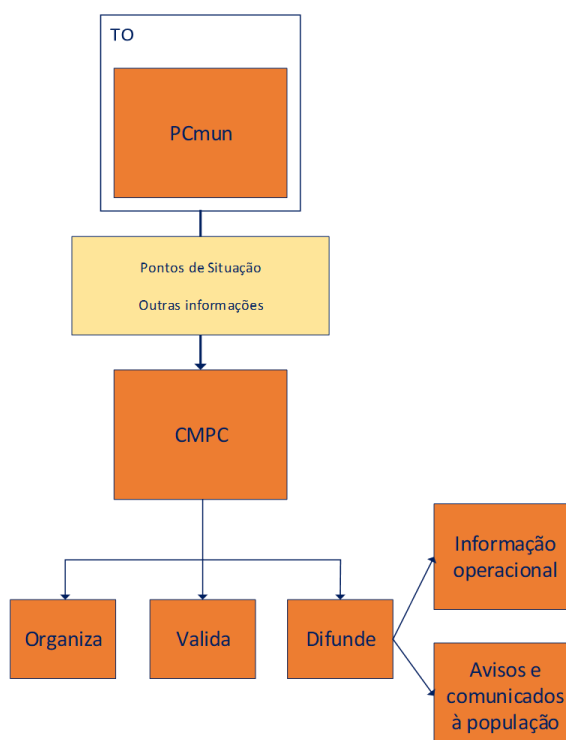 TO
PCmun
Pontos de Situação
Outras informações
CMPC
Organiza
Valida
Difunde
Informação
operacional
Avisos e
comunicados
à população